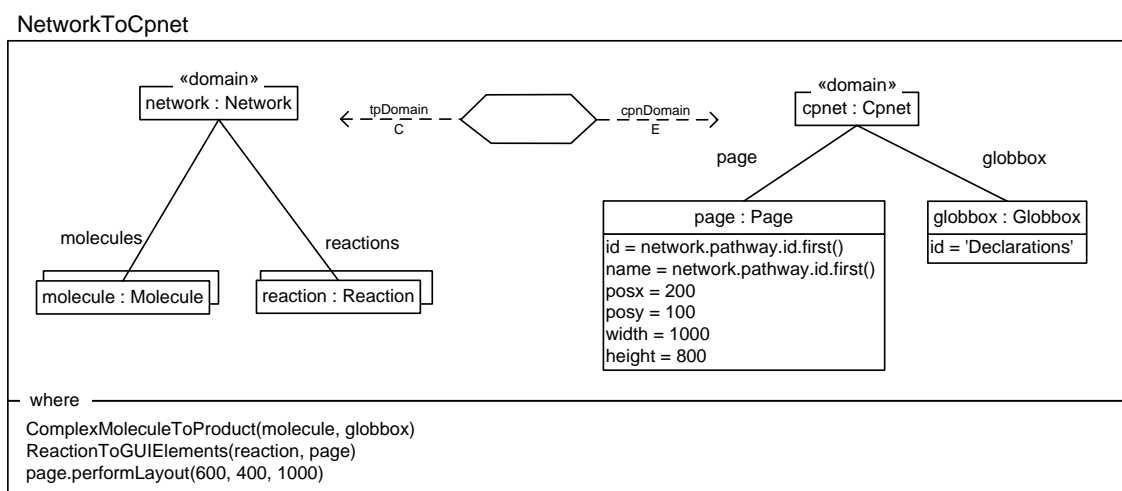 NetworkToCpnet
«domain»
network : Network
tpDomain
C
cpnDomain
E
«domain»
cpnet : Cpnet
page
globbox
molecules
reactions
molecule : Molecule
reaction : Reaction
page : Page
id = network.pathway.id.first()
name = network.pathway.id.first()
posx = 200
posy = 100
width = 1000
height = 800
globbox : Globbox
id = 'Declarations'
where
ComplexMoleculeToProduct(molecule, globbox)
ReactionToGUIElements(reaction, page)
page.performLayout(600, 400, 1000)